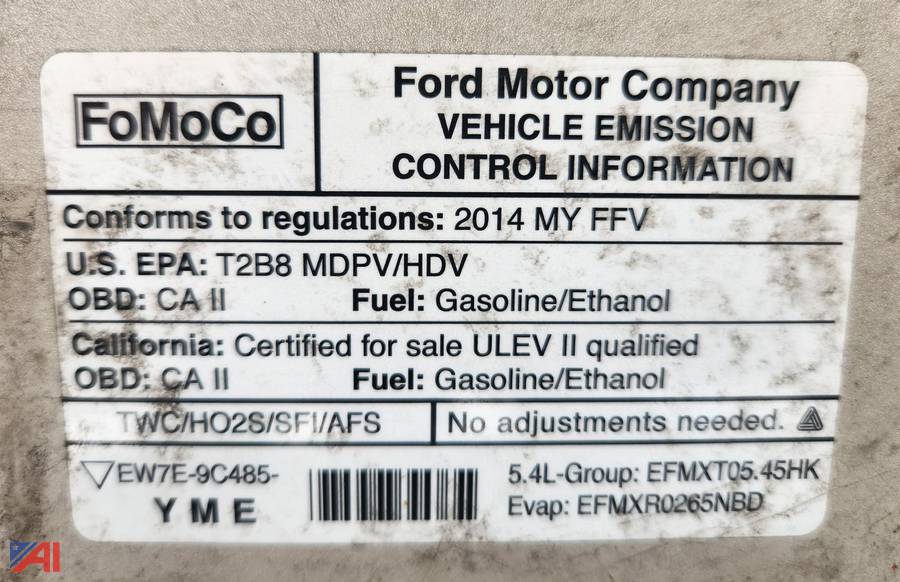 FoMoCo
Ford Motor Company
VEHICLE EMISSION
CONTROL INFORMATION
Conforms to regulations: 2014 MY FFV
U.S. EPA: T2B8 MDPV/HDV
OBD: CA II Fuel: Gasoline/Ethanol
California: Certified for sale ULEV II qualified
OBD: CA II Fuel: Gasoline/Ethanol
TWC/HO2S/SFI/AFS No adjustments needed.
EW7E-9C485-
YME
5.4L-Group: EFMXT05.45HK
Evap: EFMXR0265NBD
AI